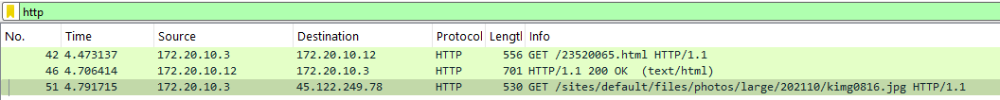 http
No. Time Source Destination Protocol Lengtl Info
42 4.473137 172.20.10.3 172.20.10.12 HTTP 556 GET /23520065.html HTTP/1.1
46 4.706414 172.20.10.12 172.20.10.3 HTTP 701 HTTP/1.1 200 OK (text/html)
51 4.791715 172.20.10.3 45.122.249.78 HTTP 530 GET /sites/default/files/photos/large/202110/kimg0816.jpg HTTP/1.1